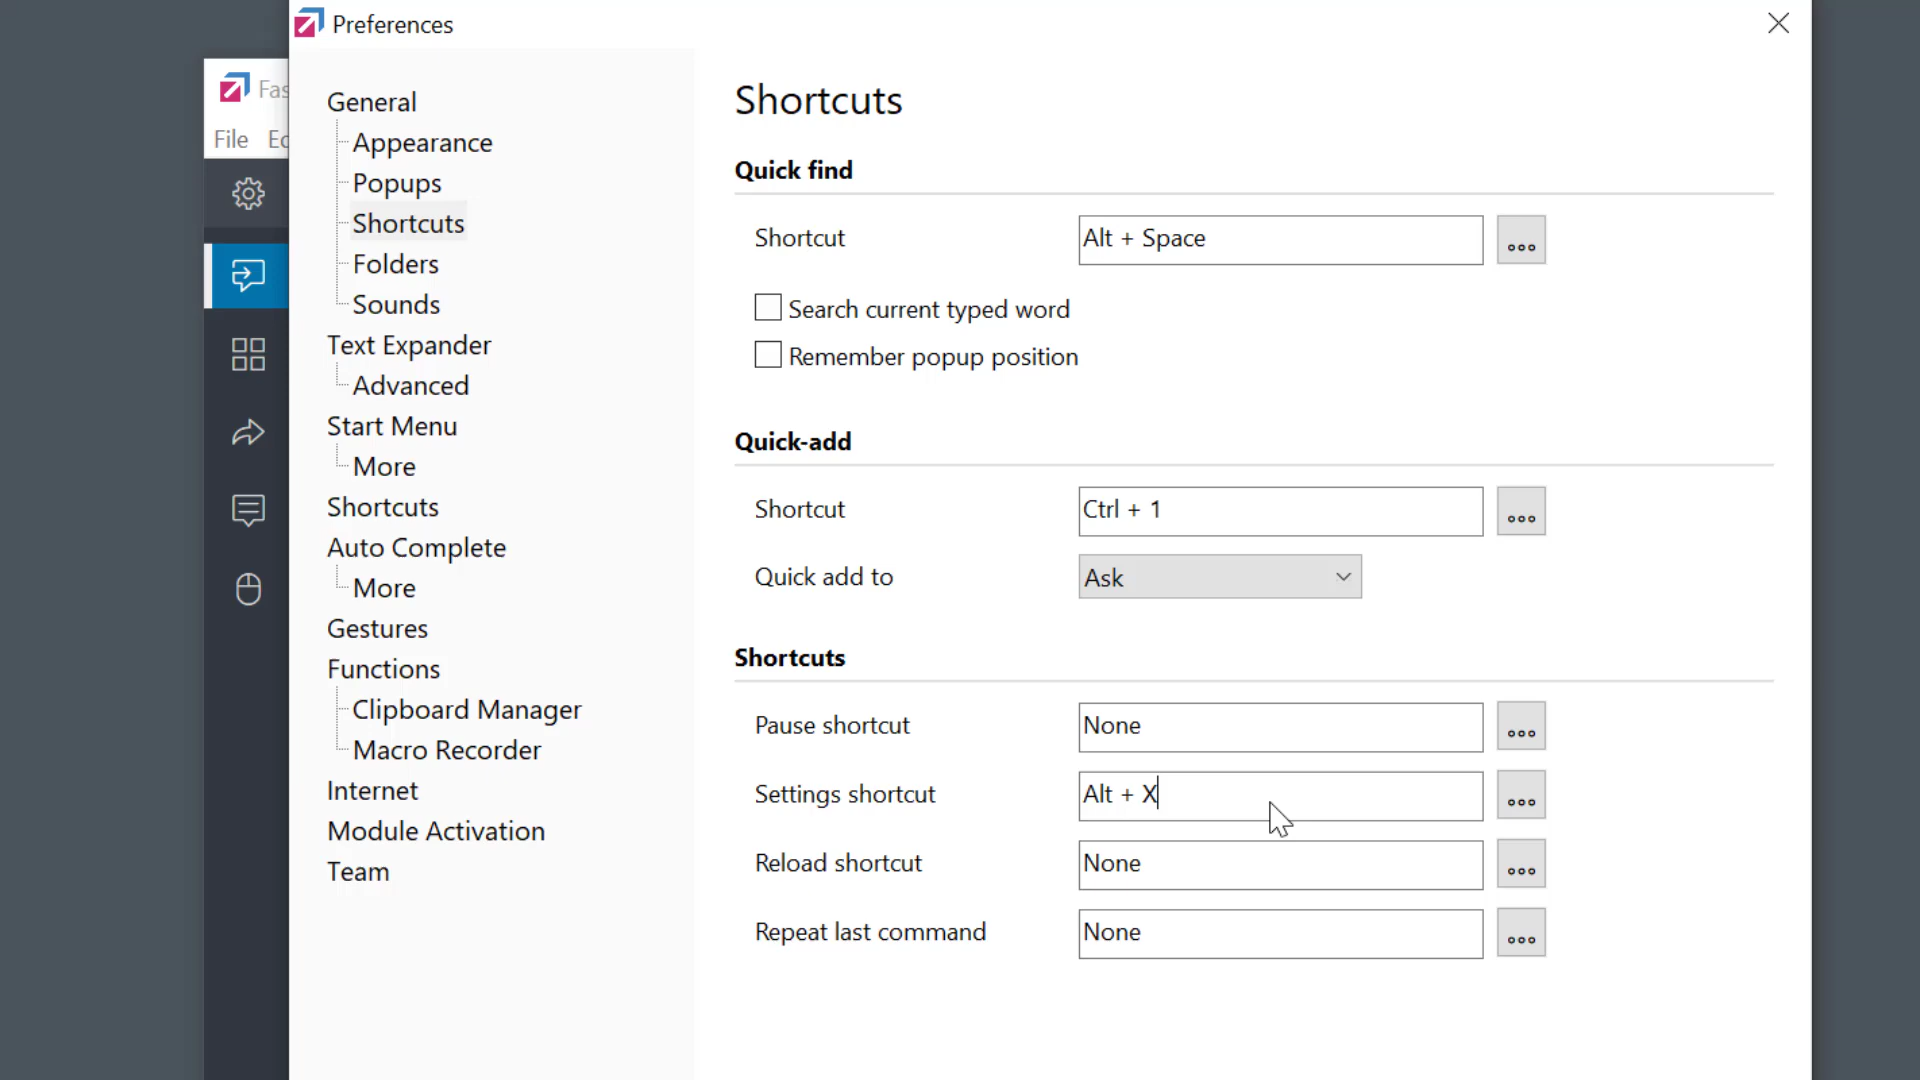 Preferences
Fas
File Ed
General
Appearance
Popups
Shortcuts
Folders
Sounds
Text Expander
Advanced
Start Menu
More
Shortcuts
Auto Complete
More
Gestures
Functions
Clipboard Manager
Macro Recorder
Internet
Module Activation
Team
Shortcuts
Quick find
Shortcut Alt + Space ...
Search current typed word
Remember popup position
Quick-add
Shortcut Ctrl + 1 ...
Quick add to Ask
Shortcuts
Pause shortcut None ...
Settings shortcut Alt + X ...
Reload shortcut None ...
Repeat last command None ...